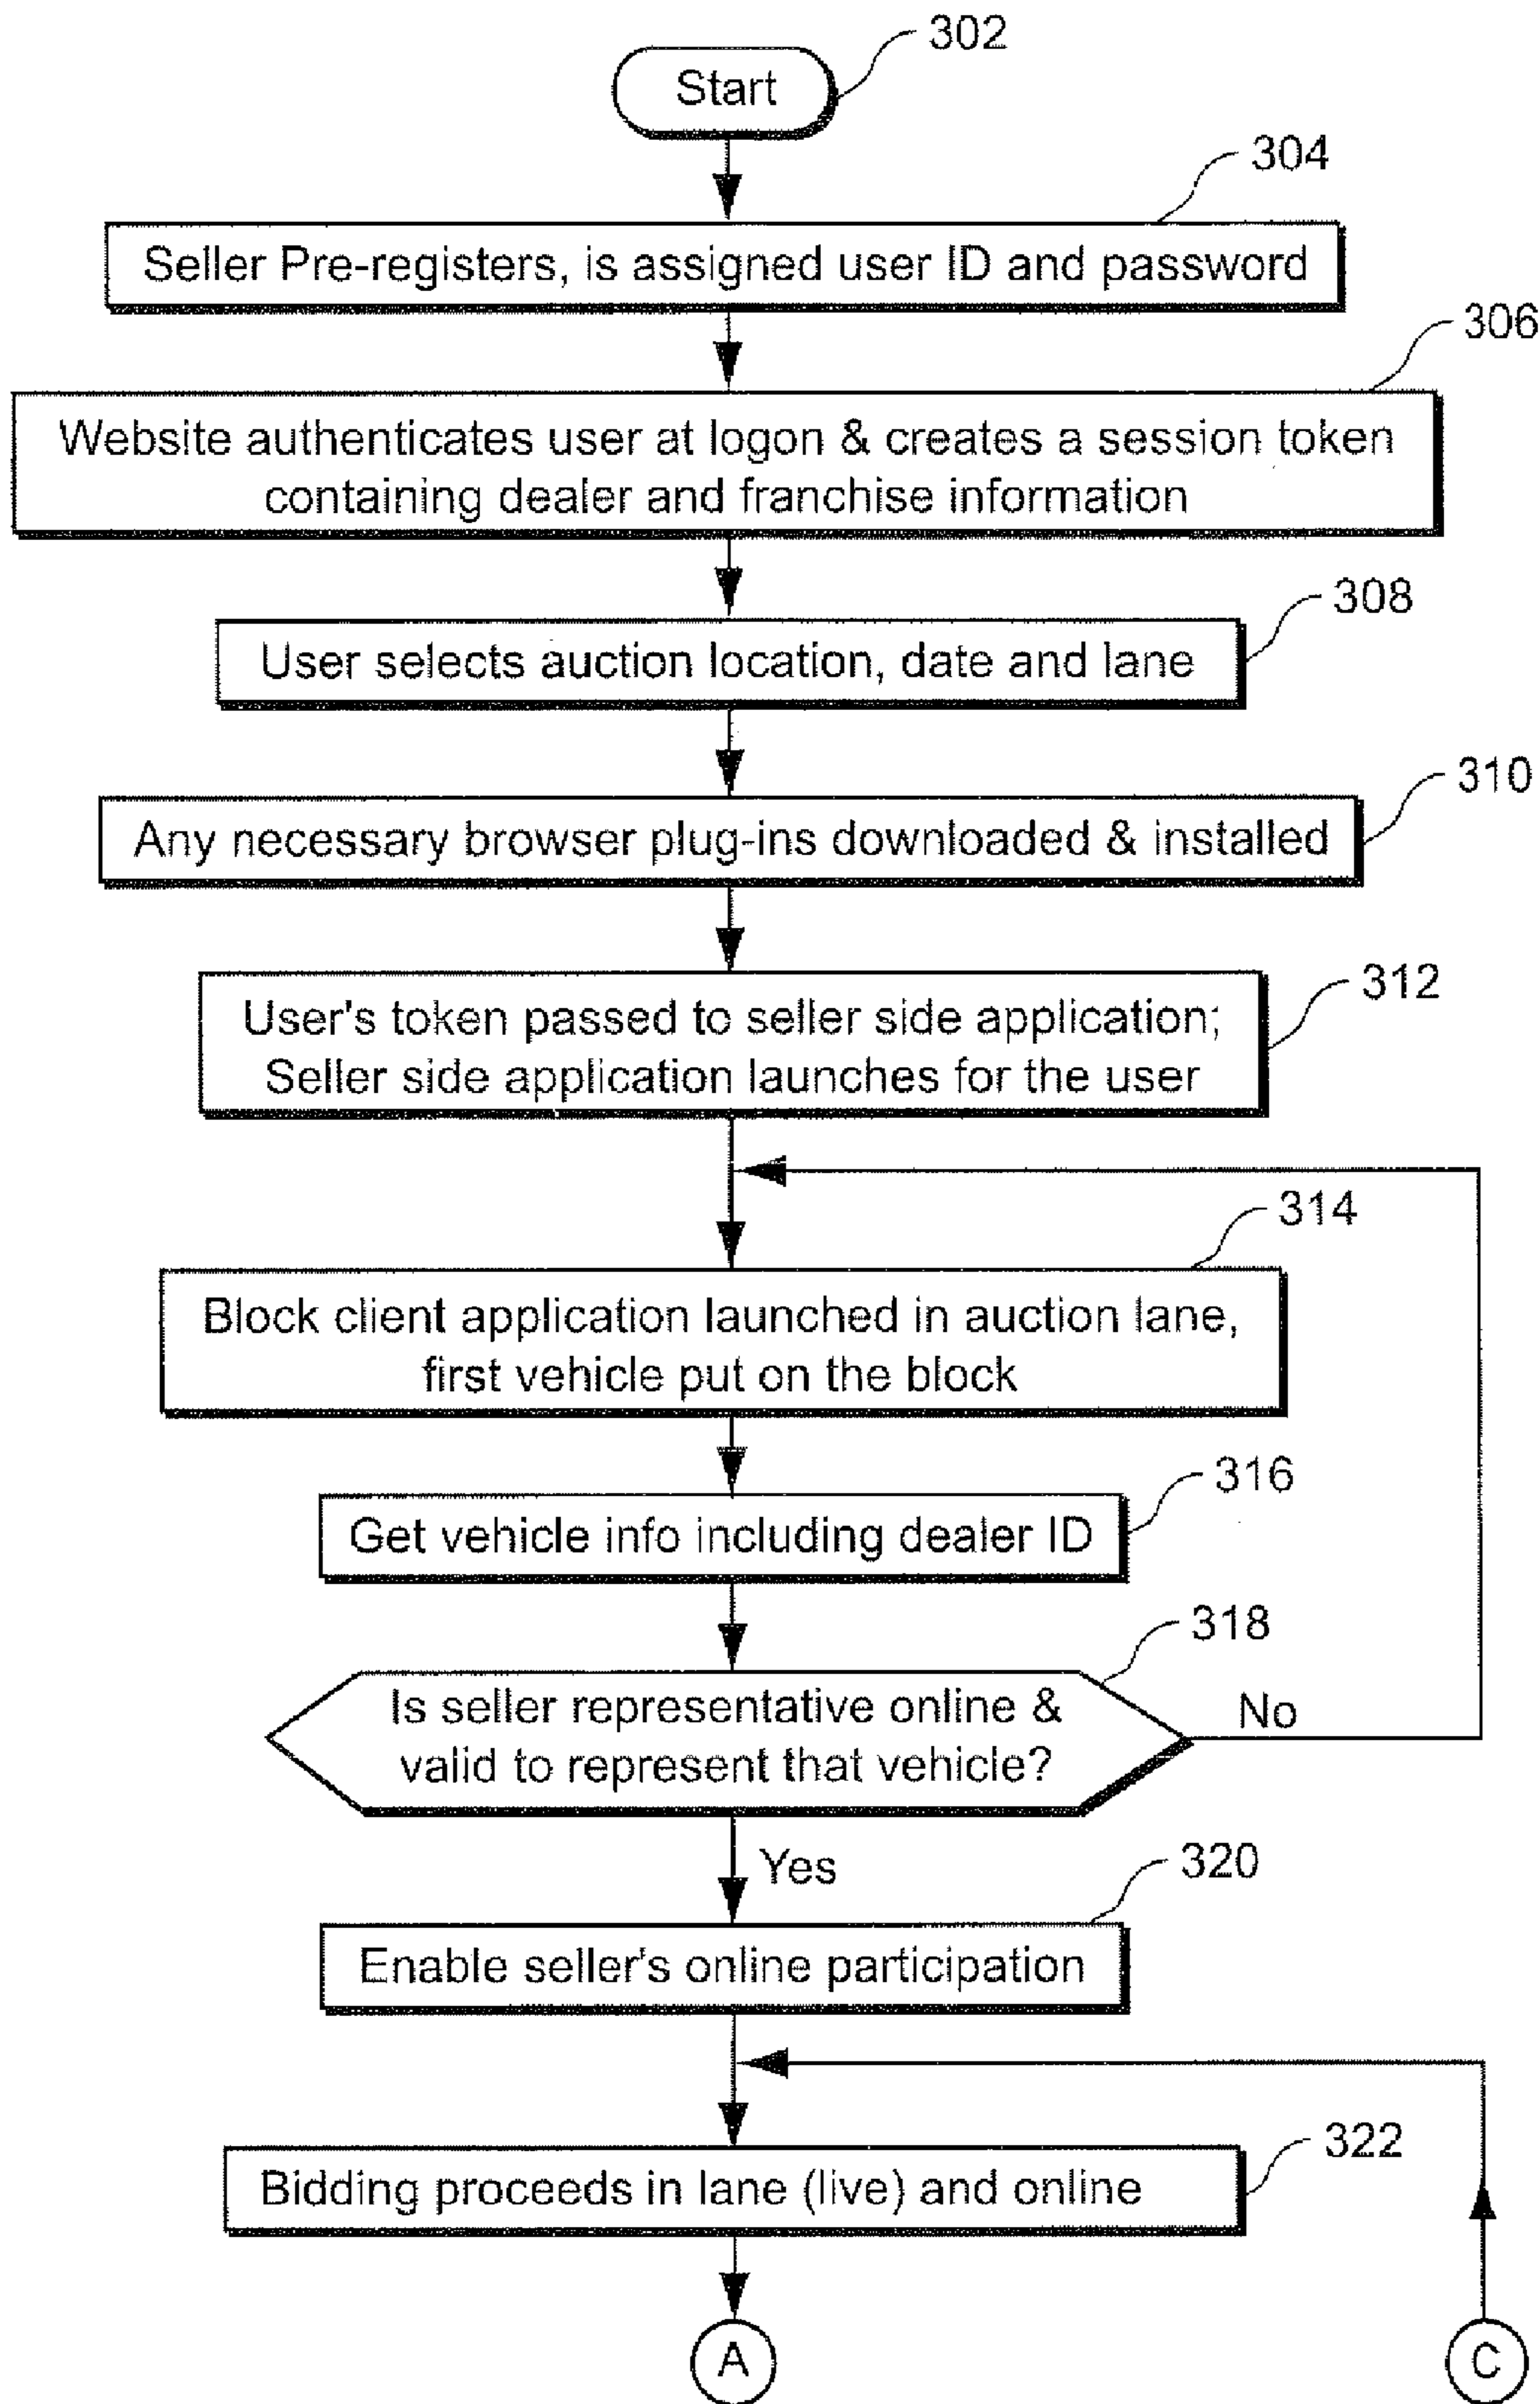 302
Start
304
Seller Pre-registers, is assigned user ID and password
306
Website authenticates user at logon & creates a session token
containing dealer and franchise information
308
User selects auction location, date and lane
310
Any necessary browser plug-ins downloaded & installed
312
User's token passed to seller side application;
Seller side application launches for the user
314
Block client application launched in auction lane,
first vehicle put on the block
316
Get vehicle info including dealer ID
318
Is seller representative online &
valid to represent that vehicle?
No
Yes
320
Enable seller's online participation
322
Bidding proceeds in lane (live) and online
A
C